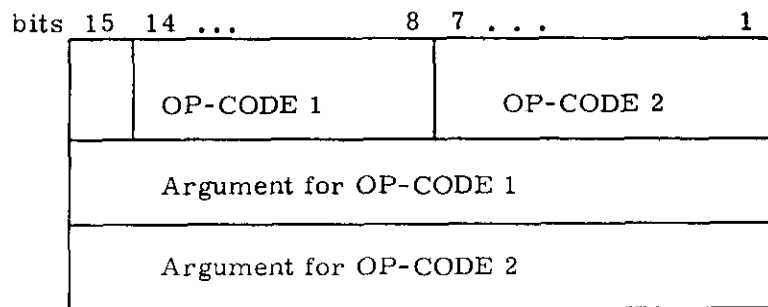 bits 15 14 ... 8 7 . . . 1
OP-CODE 1 OP-CODE 2
Argument for OP-CODE 1
Argument for OP-CODE 2